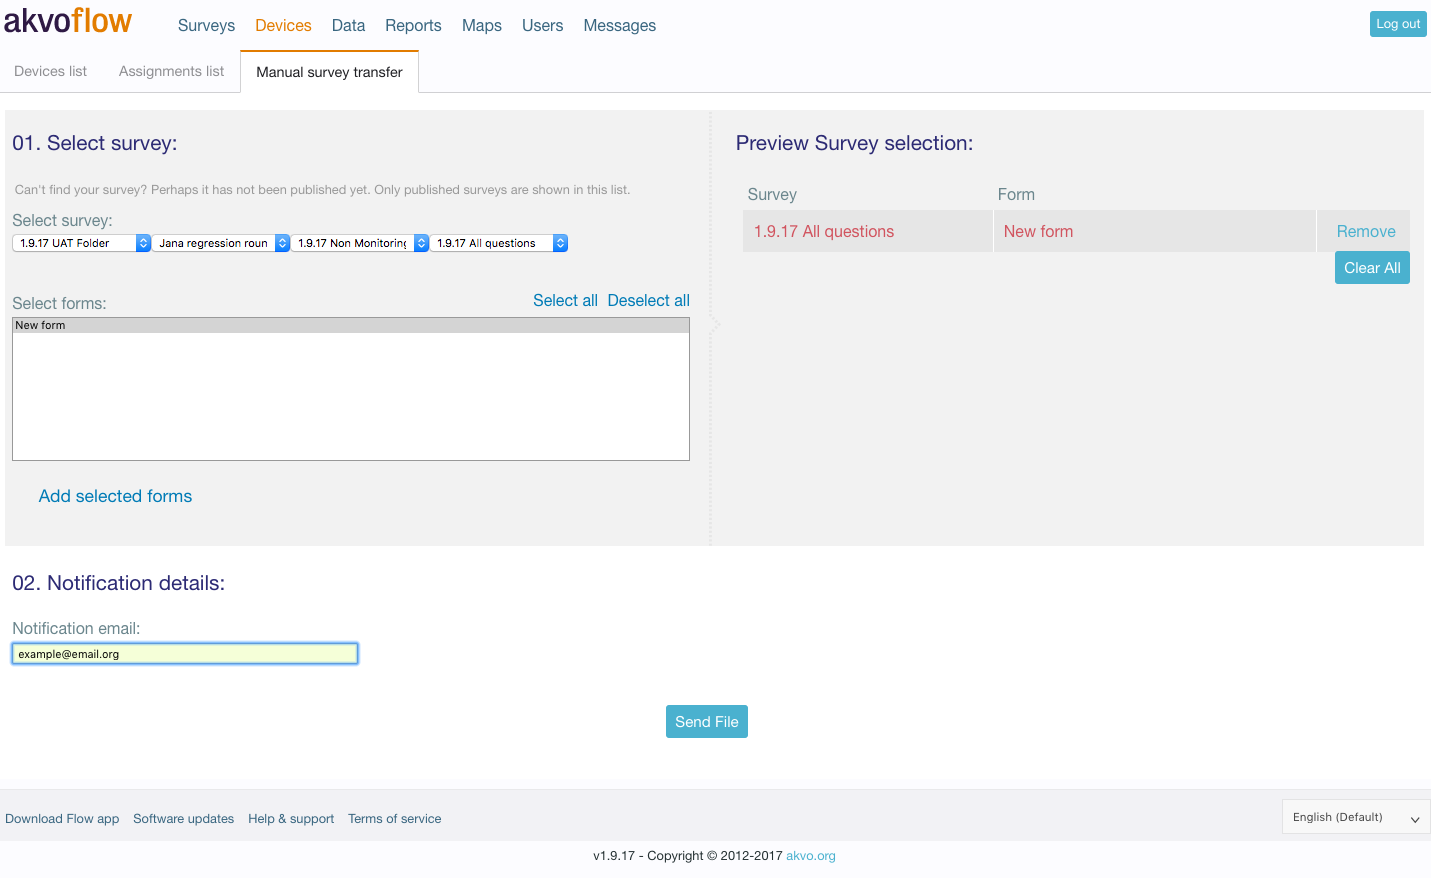 akvoflow
Surveys Devices Data Reports Maps Users Messages
Log out
Devices list Assignments list Manual survey transfer
01. Select survey:
Can't find your survey? Perhaps it has not been published yet. Only published surveys are shown in this list.
Select survey:
1.9.17 UAT Folder Jana regression roun 1.9.17 Non Monitoring 1.9.17 All questions
Select forms: Select all Deselect all
New form
Add selected forms
Preview Survey selection:
Survey Form
1.9.17 All questions New form Remove
Clear All
02. Notification details:
Notification email:
example@email.org
Send File
Download Flow app Software updates Help & support Terms of service
English (Default)
v1.9.17 - Copyright © 2012-2017 akvo.org